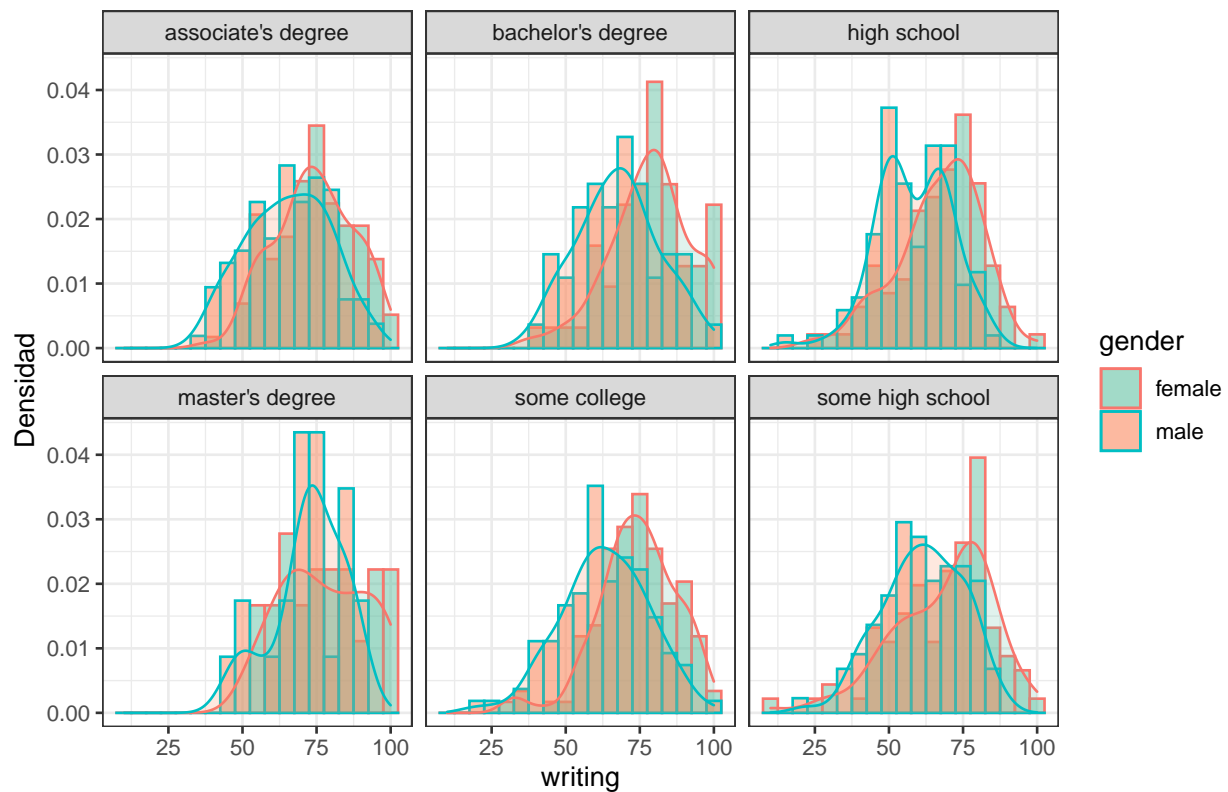 associate's degree
bachelor's degree
high school
0.04
0.03
0.02
0.01
0.00
master's degree
some college
some high school
0.04
0.03
0.02
0.01
0.00
25 50 75 100
25 50 75 100
25 50 75 100
writing
Densidad
gender
female
male